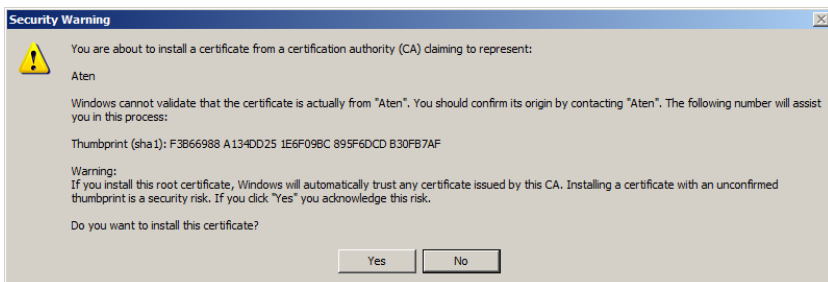 Security Warning
You are about to install a certificate from a certification authority (CA) claiming to represent:
Aten
Windows cannot validate that the certificate is actually from "Aten". You should confirm its origin by contacting "Aten". The following number will assist
you in this process:
Thumbprint (sha1): F3B66988 A134DD25 1E6F09BC 895F6DCD B30FB7AF
Warning:
If you install this root certificate, Windows will automatically trust any certificate issued by this CA. Installing a certificate with an unconfirmed
thumbprint is a security risk. If you click "Yes" you acknowledge this risk.
Do you want to install this certificate?
Yes
No